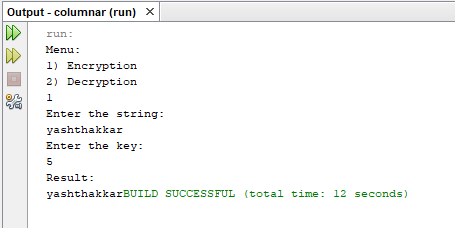 Output - columnar (run)
run:
Menu:
1) Encryption
2) Decryption
1
Enter the string:
yashthakkar
Enter the key:
5
Result:
yashthakkarBUILD SUCCESSFUL (total time: 12 seconds)